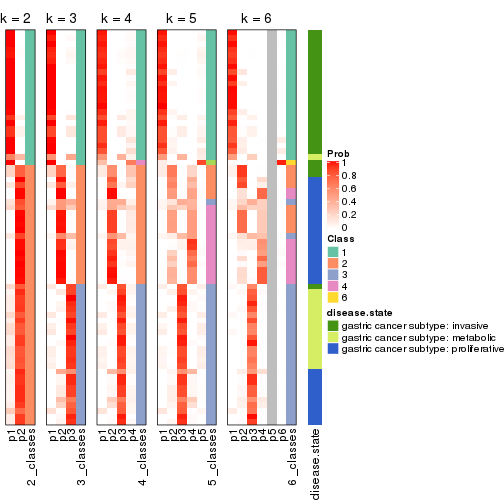 k = 2
k = 3
k = 4
k = 5
k = 6
Prob
1
0.8
0.6
0.4
0.2
0
Class
1
2
3
4
6
disease.state
gastric cancer subtype: invasive
gastric cancer subtype: metabolic
gastric cancer subtype: proliferative
p1
p2
2_classes
p1
p2
p3
3_classes
p1
p2
p3
p4
4_classes
p1
p2
p3
p4
p5
5_classes
p1
p2
p3
p4
p5
p6
6_classes
disease.state